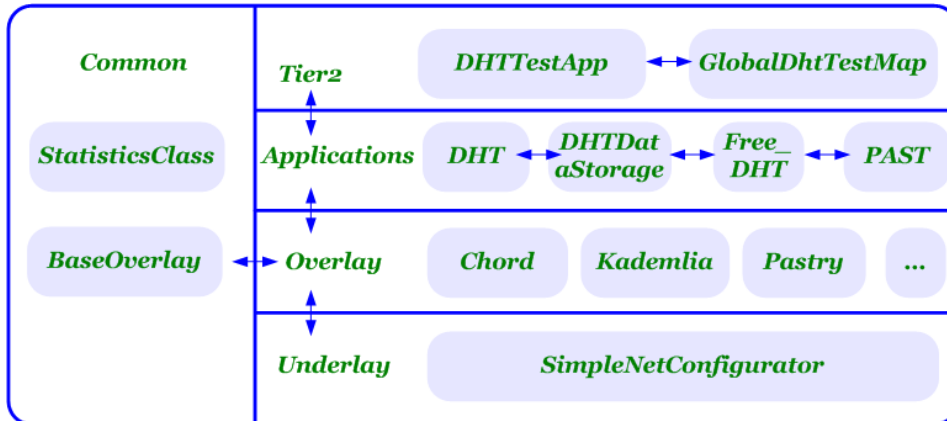 Common
StatisticsClass
BaseOverlay
Tier2
DHTTestApp
GlobalDhtTestMap
Applications
DHT
DHTDat
aStorage
Free_
DHT
PAST
Overlay
Chord
Kademlia
Pastry
...
Underlay
SimpleNetConfigurator